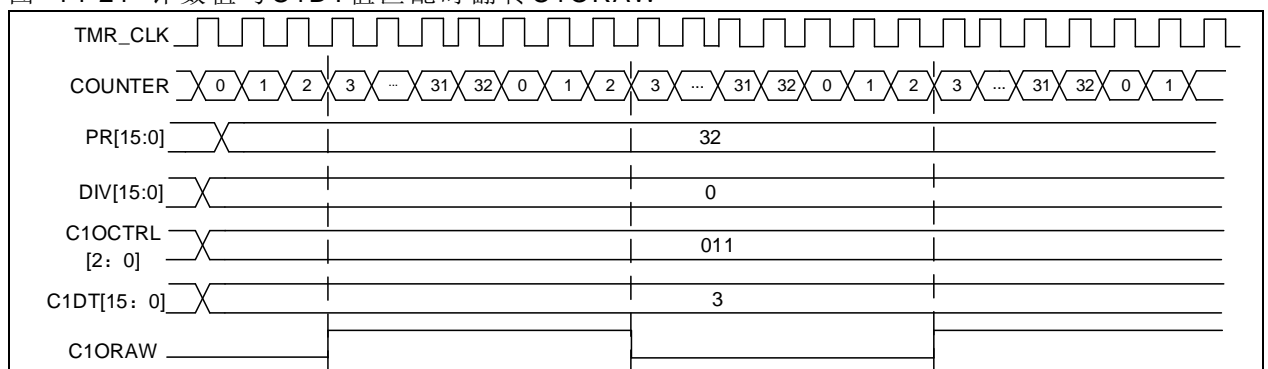 TMR_CLK
COUNTER 0 1 2 3 ... 31 32 0 1 2 3 ... 31 32 0 1 2 3 ... 31 32 0 1
PR[15:0] 32
DIV[15:0] 0
C1OCTRL
[2：0] 011
C1DT[15：0] 3
C1ORAW